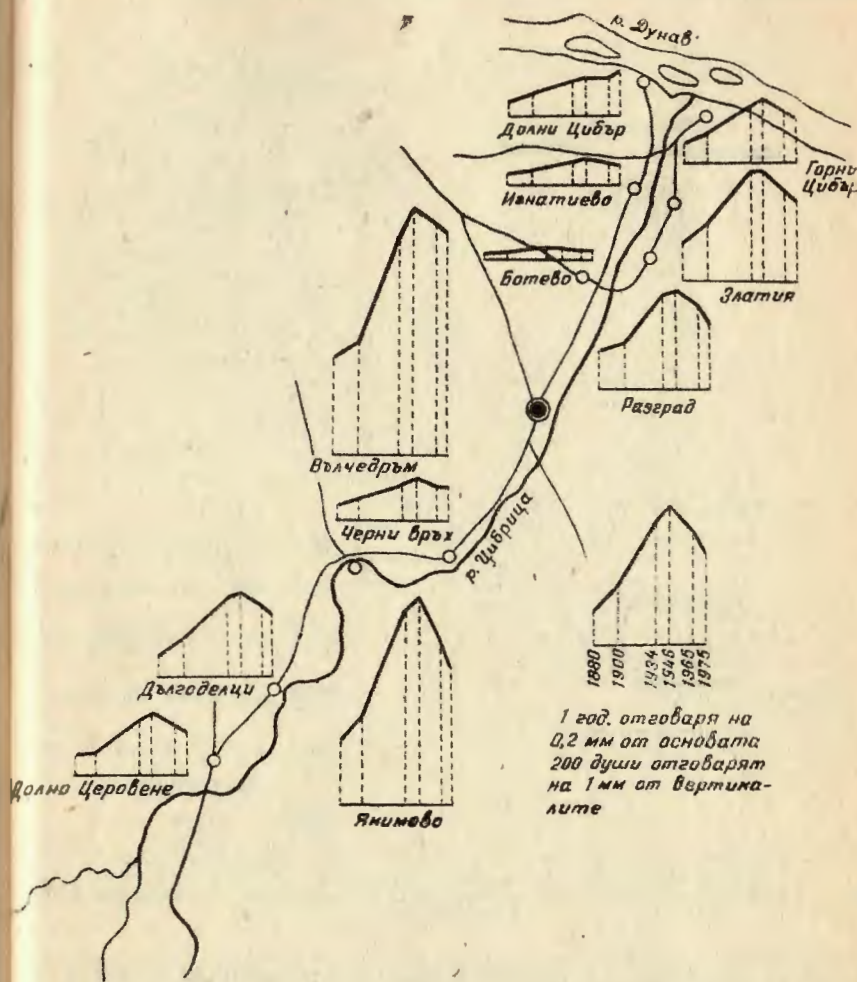 р. Дунав.
Долни Цибър
Горни
Цибър
Игнатиево
Ботево
Златия
Разград
Вълчедръм
Черни връх
р. Цибрица
Дългоделци
Долно Церовене
Якимово
1880
1900
1934
1946
1965
1975
1 год. отговаря на
0,2 мм от основата
200 души отговарят
на 1 мм от вертика-
лите